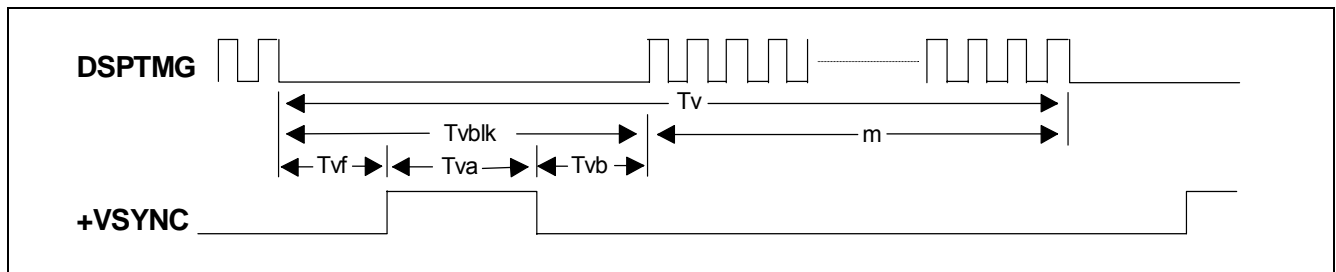 DSPTMG
Tv
Tvblk
m
Tvf
Tva
Tvb
+VSYNC